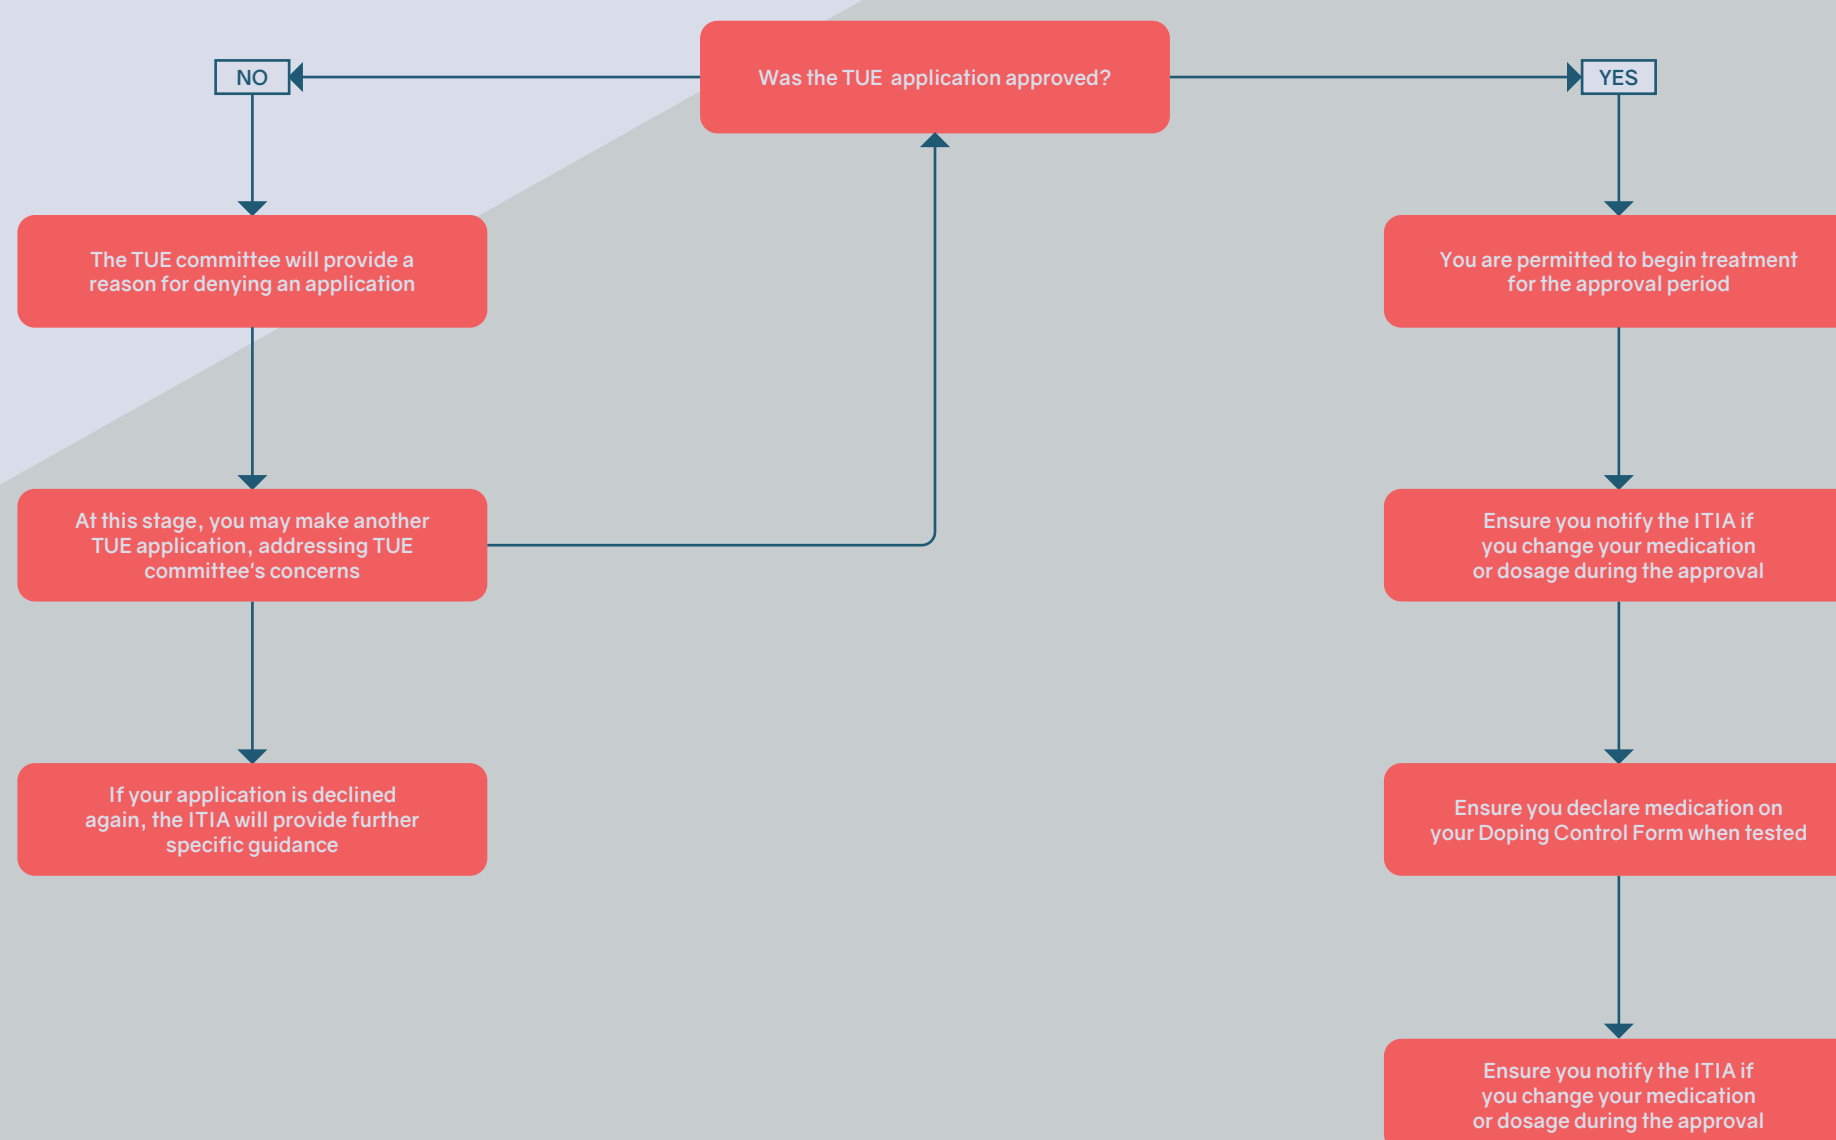 Was the TUE application approved?
NO
YES
The TUE committee will provide a
reason for denying an application
You are permitted to begin treatment
for the approval period
At this stage, you may make another
TUE application, addressing TUE
committee's concerns
Ensure you notify the ITIA if
you change your medication
or dosage during the approval
If your application is declined
again, the ITIA will provide further
specific guidance
Ensure you declare medication on
your Doping Control Form when tested
Ensure you notify the ITIA if
you change your medication
or dosage during the approval